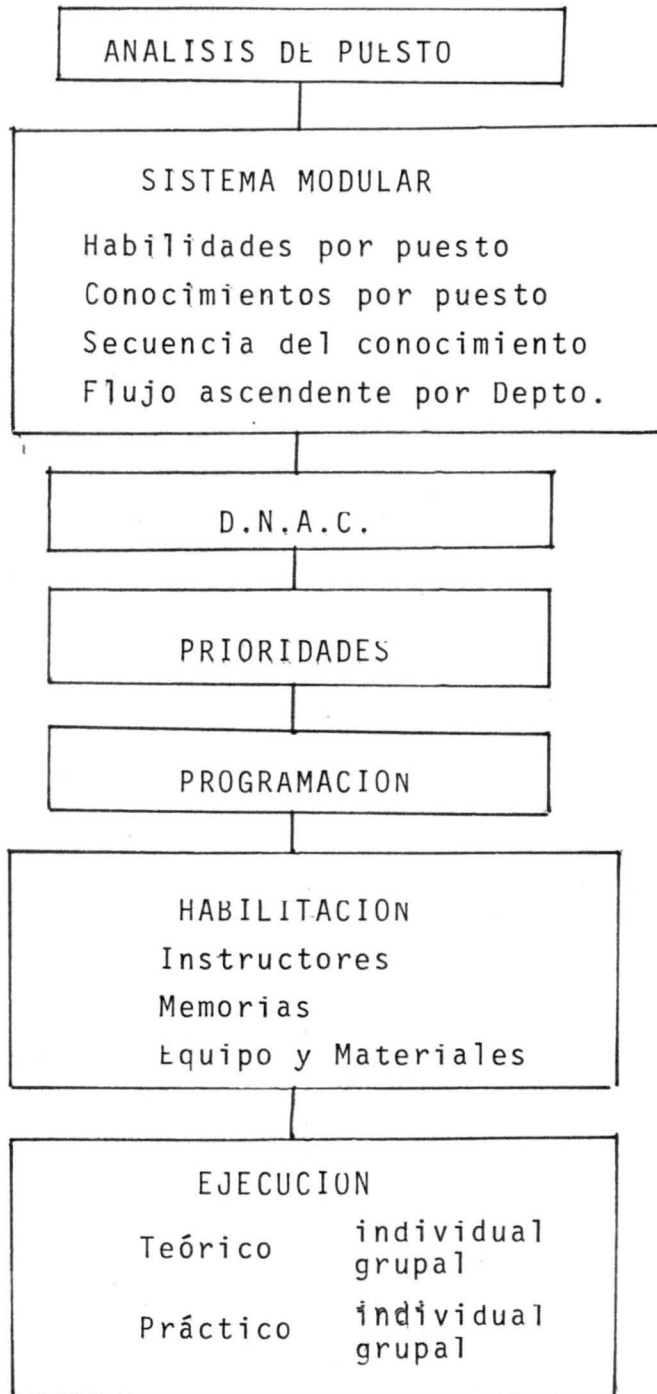 ANALISIS DE PUESTO
SISTEMA MODULAR
Habilidades por puesto
Conocimientos por puesto
Secuencia del conocimiento
Flujo ascendente por Depto.
D.N.A.C.
PRIORIDADES
PROGRAMACION
HABILITACION
Instructores
Memorias
Equipo y Materiales
EJECUCION
Teórico individual
grupal
Práctico individual
grupal